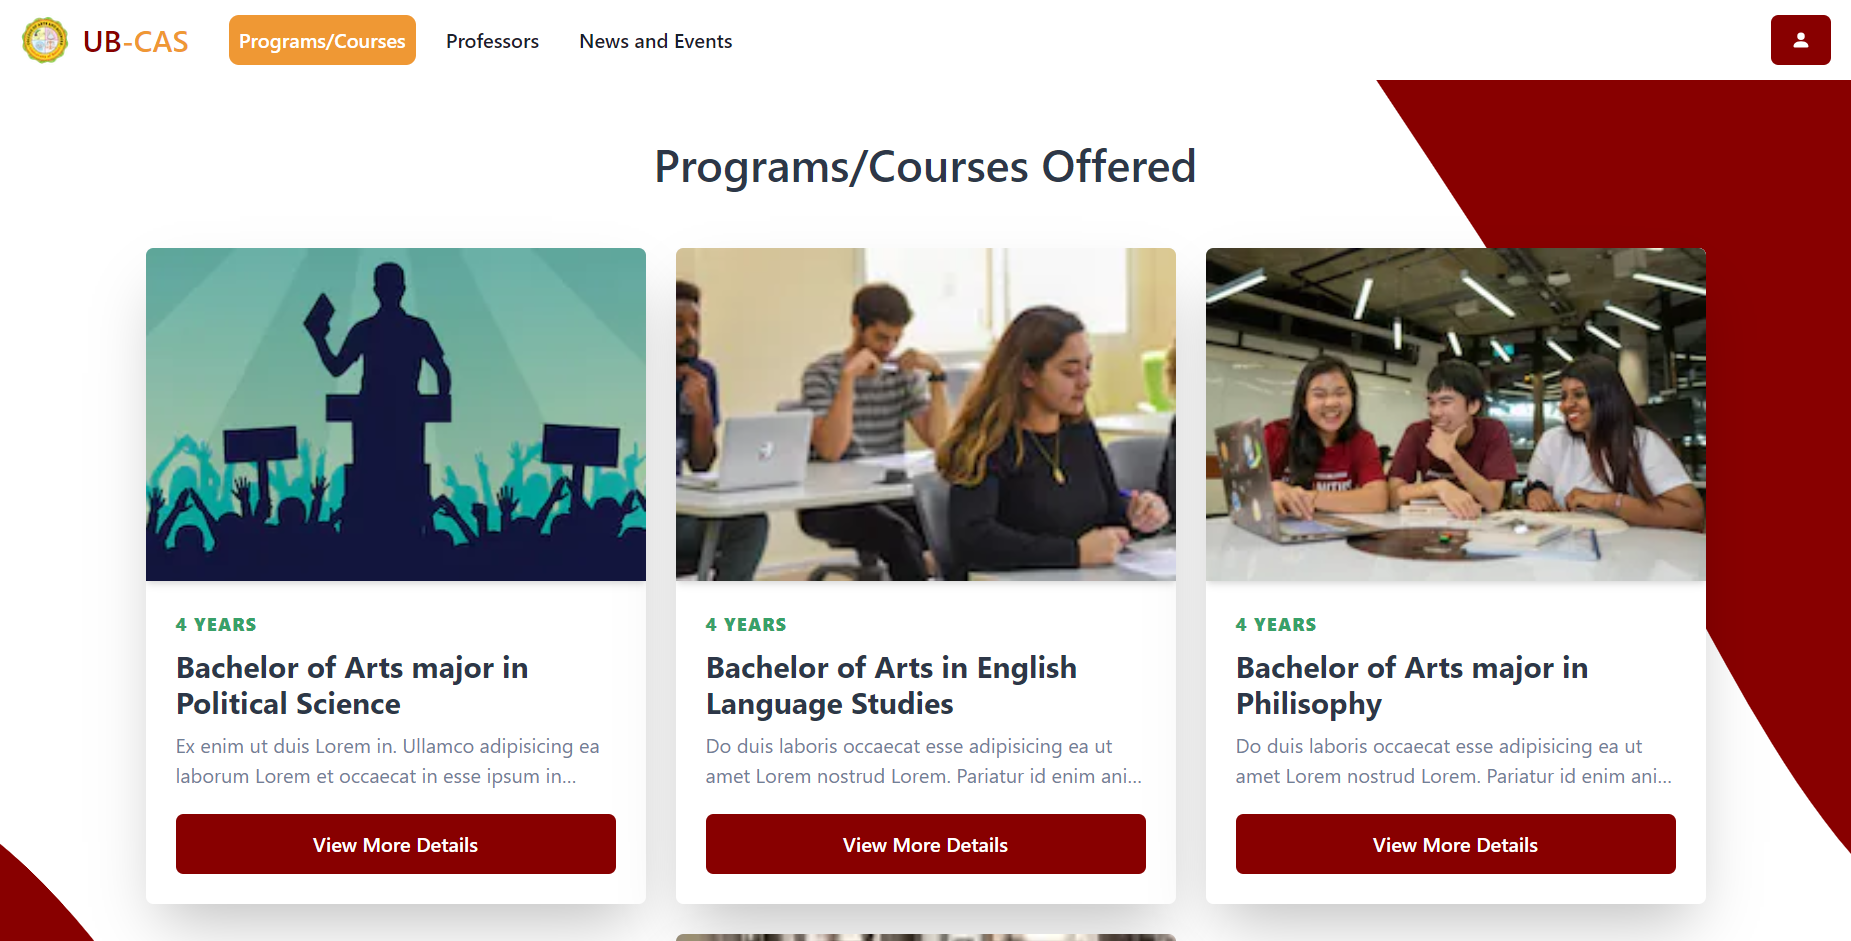 UB-CAS
Programs/Courses
Professors
News and Events
Programs/Courses Offered
4 YEARS
Bachelor of Arts major in
Political Science
Ex enim ut duis Lorem in. Ullamco adipisicing ea
laborum Lorem et occaecat in esse ipsum in...
View More Details
4 YEARS
Bachelor of Arts in English
Language Studies
Do duis laboris occaecat esse adipisicing ea ut
amet Lorem nostrud Lorem. Pariatur id enim ani...
View More Details
4 YEARS
Bachelor of Arts major in
Philisophy
Do duis laboris occaecat esse adipisicing ea ut
amet Lorem nostrud Lorem. Pariatur id enim ani...
View More Details